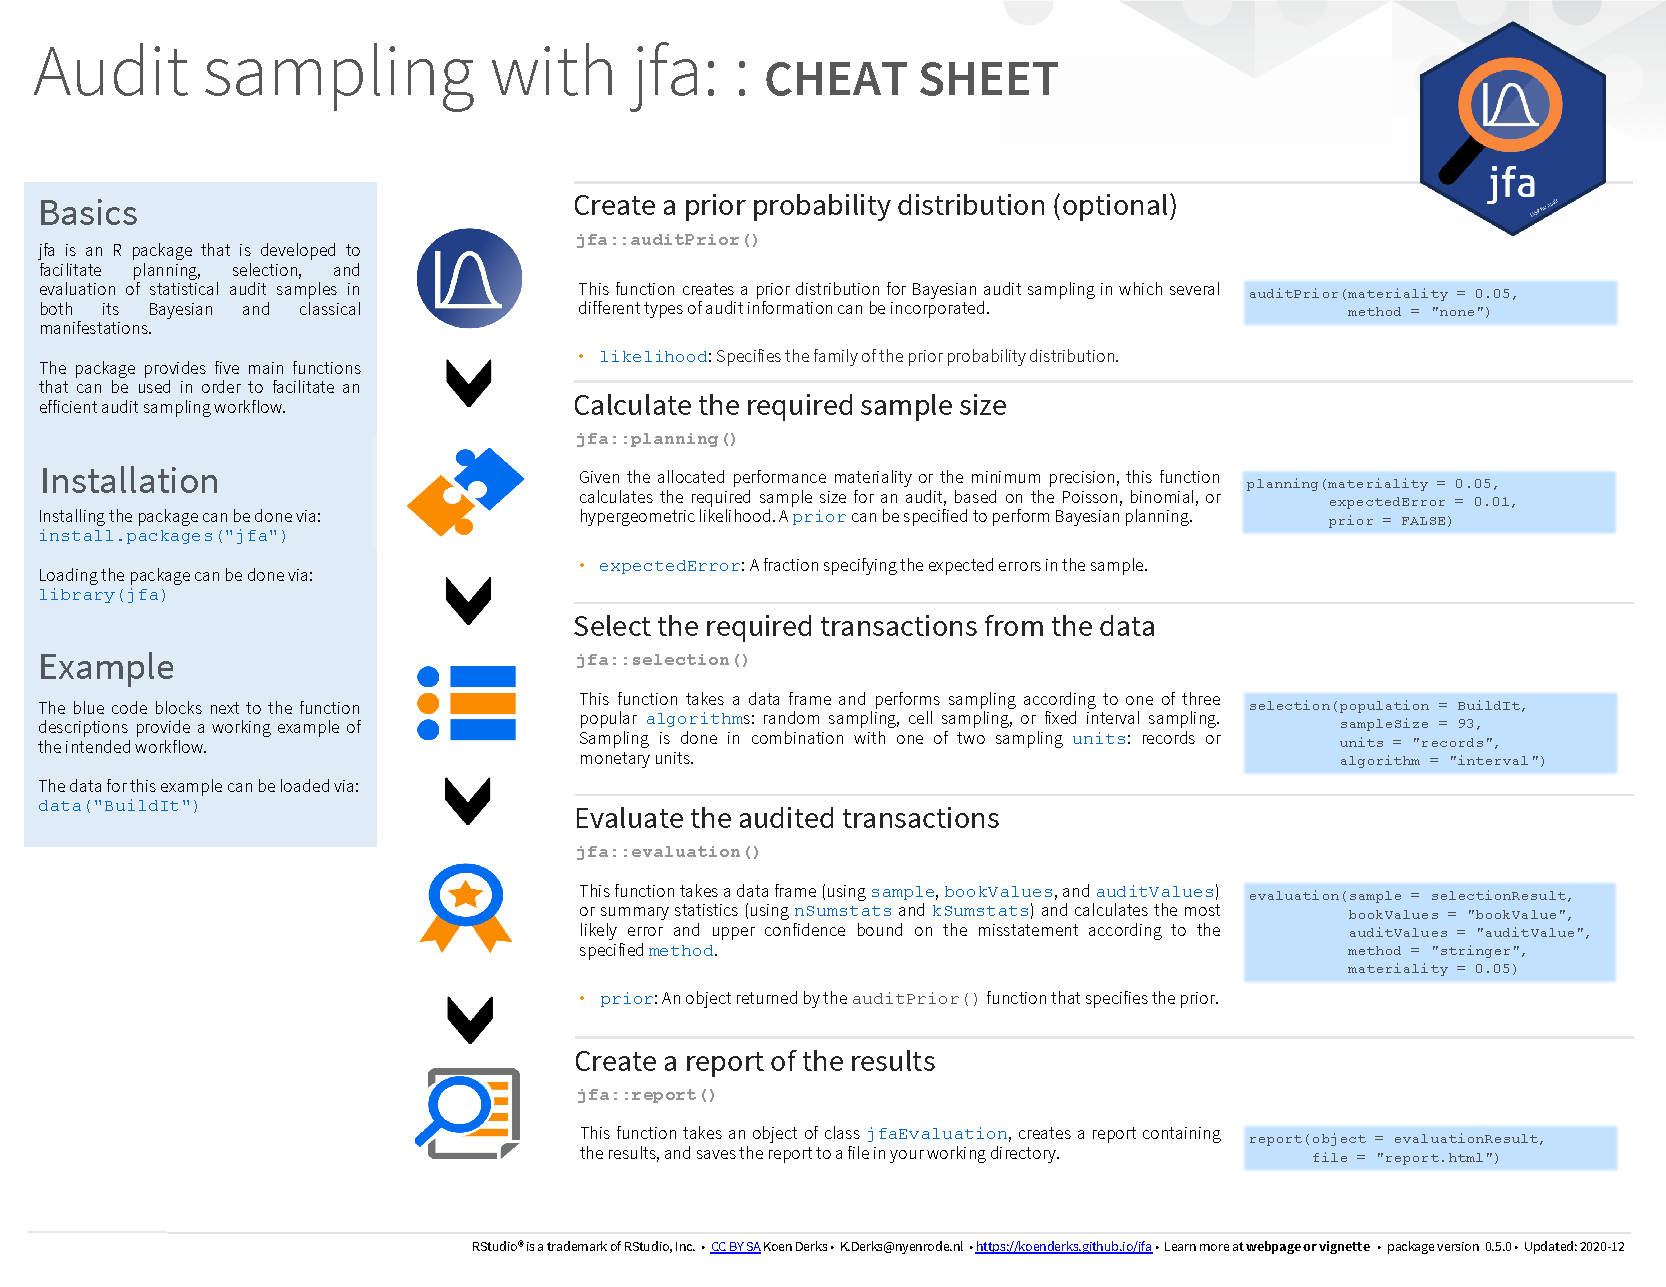 Audit sampling with jfa: : CHEAT SHEET
jfa
Basics
jfa is an R package that is developed to
facilitate planning, selection, and
evaluation of statistical audit samples in
both its Bayesian and classical
manifestations.
The package provides five main functions
that can be used in order to facilitate an
efficient audit sampling workflow.
Installation
Installing the package can be done via:
install.packages("jfa")
Loading the package can be done via:
library(jfa)
Example
The blue code blocks next to the function
descriptions provide a working example of
the intended workflow.
The data for this example can be loaded via:
data("BuildIt")
Create a prior probability distribution (optional)
jfa::auditPrior()
This function creates a prior distribution for Bayesian audit sampling in which several
different types of audit information can be incorporated.
• likelihood: Specifies the family of the prior probability distribution.
auditPrior(materiality = 0.05,
method = "none")
Calculate the required sample size
jfa::planning()
Given the allocated performance materiality or the minimum precision, this function
calculates the required sample size for an audit, based on the Poisson, binomial, or
hypergeometric likelihood. A prior can be specified to perform Bayesian planning.
• expectedError: A fraction specifying the expected errors in the sample.
planning(materiality = 0.05,
expectedError = 0.01,
prior = FALSE)
Select the required transactions from the data
jfa::selection()
This function takes a data frame and performs sampling according to one of three
popular algorithms: random sampling, cell sampling, or fixed interval sampling.
Sampling is done in combination with one of two sampling units: records or
monetary units.
selection(population = BuildIt,
sampleSize = 93,
units = "records",
algorithm = "interval")
Evaluate the audited transactions
jfa::evaluation()
This function takes a data frame (using sample, bookValues, and auditValues)
or summary statistics (using nSumstats and kSumstats) and calculates the most
likely error and upper confidence bound on the misstatement according to the
specified method.
• prior: An object returned by the auditPrior() function that specifies the prior.
evaluation(sample = selectionResult,
bookValues = "bookValue",
auditValues = "auditValue",
method = "stringer",
materiality = 0.05)
Create a report of the results
jfa::report()
This function takes an object of class jfaEvaluation, creates a report containing
the results, and saves the report to a file in your working directory.
report(object = evaluationResult,
file = "report.html")
RStudio® is a trademark of RStudio, Inc. • CC BY SA Koen Derks • K.Derks@nyenrode.nl • https://koenderks.github.io/jfa • Learn more at webpage or vignette • package version 0.5.0 • Updated: 2020-12